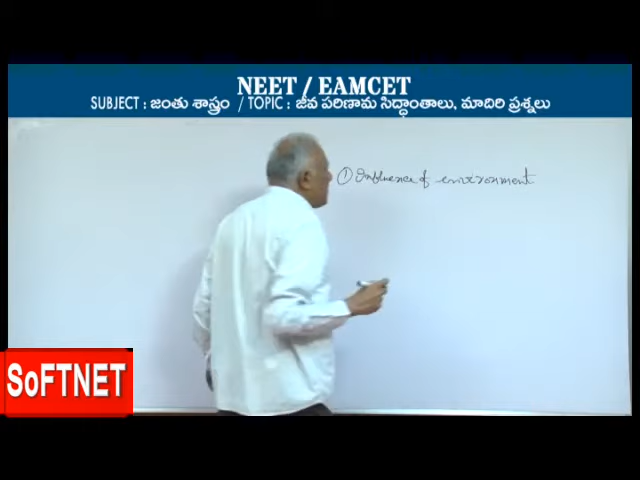 NEET / EAMCET
SUBJECT : జంతు శాస్త్రం / TOPIC : జీవ పరిణామ సిద్ధాంతాలు, మాదిరి ప్రశ్నలు
① Influence of environment
SoFTNET